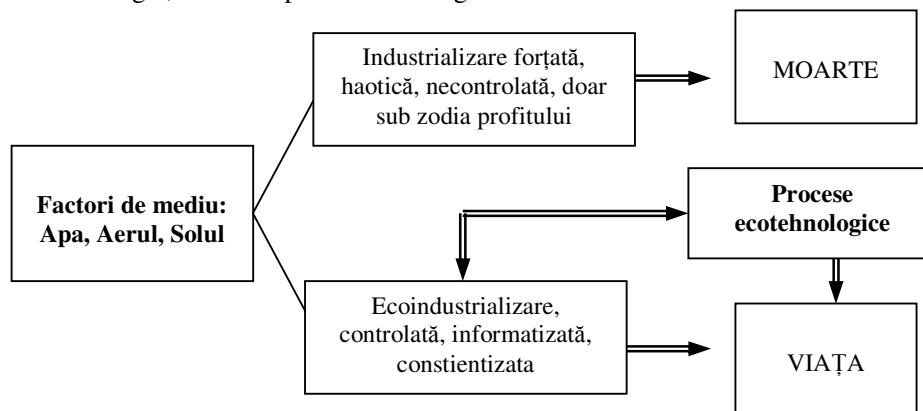 Industrializare forțată,
haotică, necontrolată, doar
sub zodia profitului
MOARTE
Factori de mediu:
Apa, Aerul, Solul
Procese
ecotehnologice
Ecoindustrializare,
controlată, informatizată,
constientizata
VIAȚA